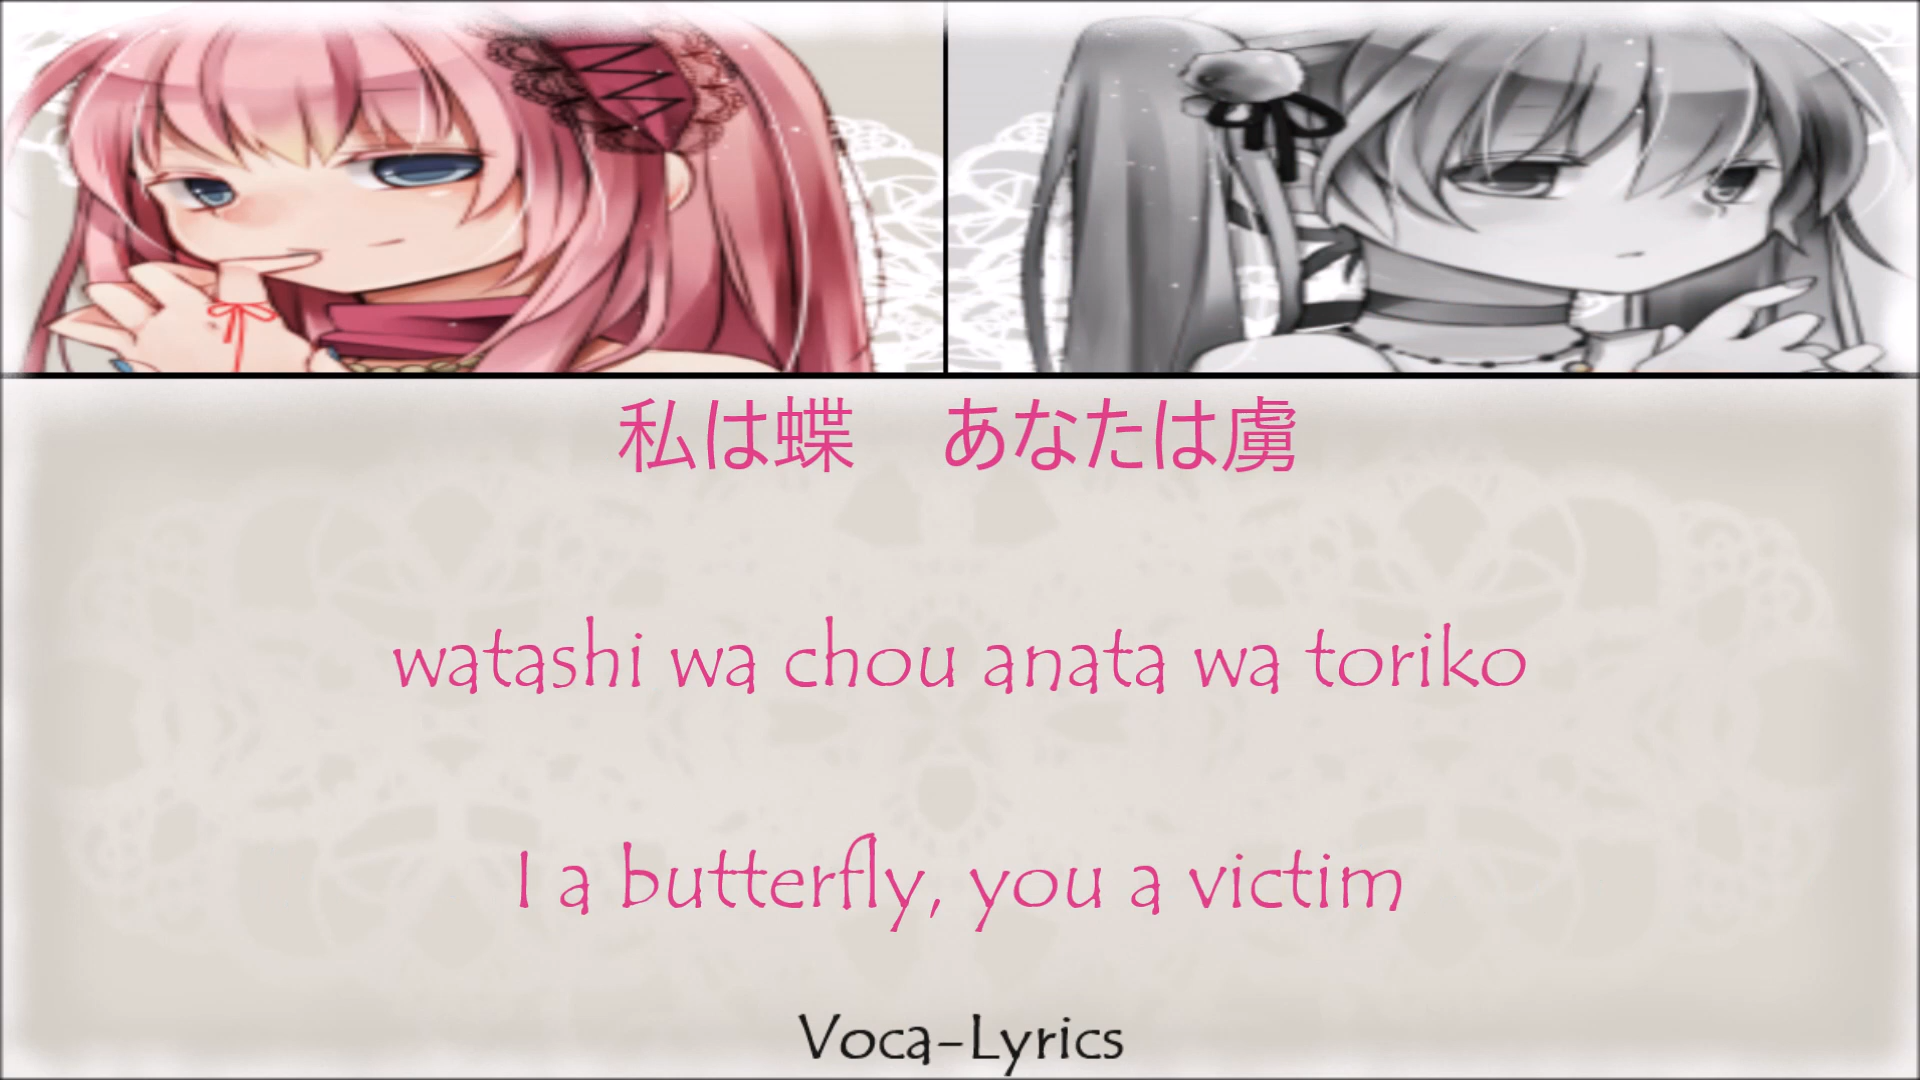 私は蝶　あなたは虜
watashi wa chou anata wa toriko
I a butterfly, you a victim
Voca-Lyrics